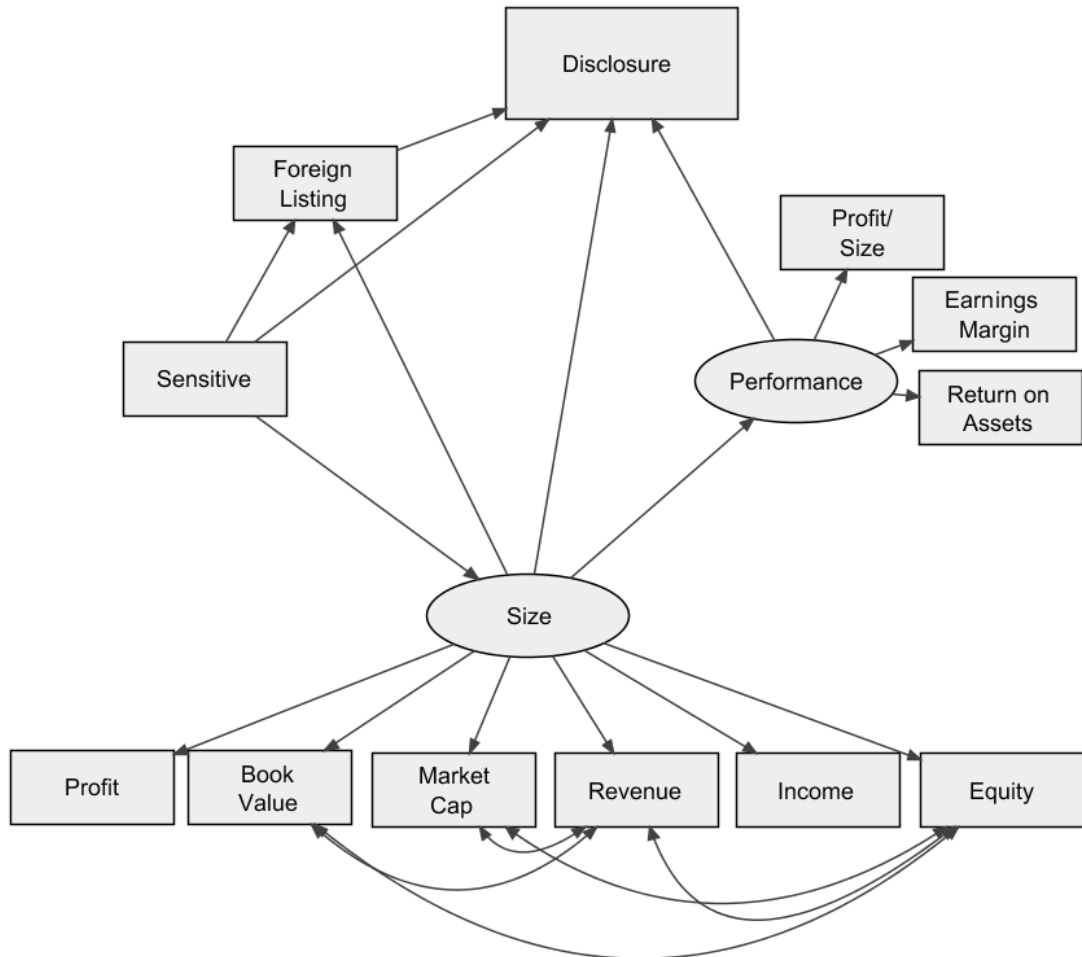 Disclosure
Foreign
Listing
Profit/
Size
Earnings
Margin
Sensitive
Performance
Return on
Assets
Size
Profit
Book
Value
Market
Cap
Revenue
Income
Equity